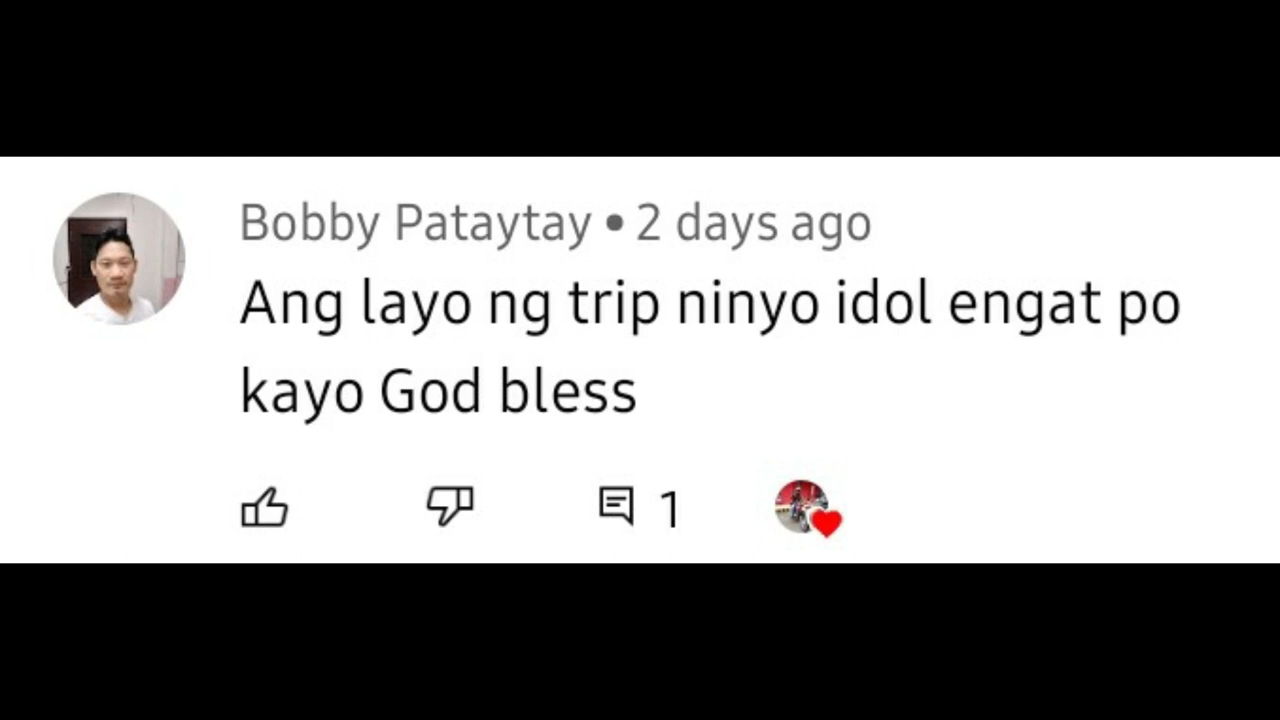 Bobby Pataytay • 2 days ago
Ang layo ng trip ninyo idol engat po
kayo God bless
1